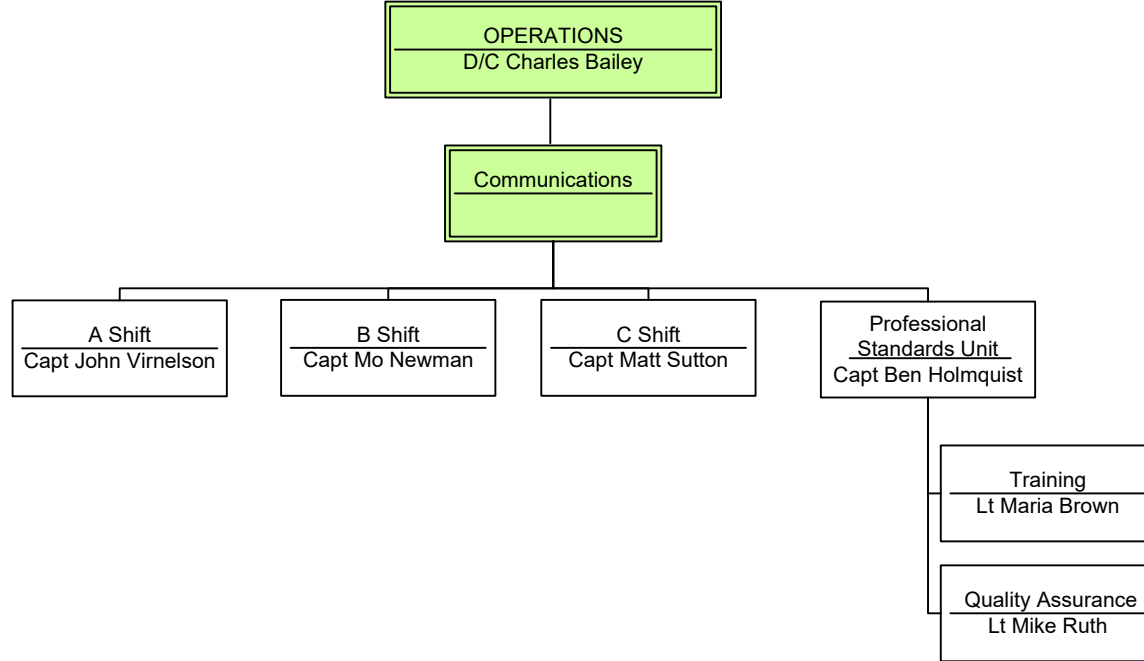 OPERATIONS
D/C Charles Bailey
Communications
A Shift
Capt John Virnelson
B Shift
Capt Mo Newman
C Shift
Capt Matt Sutton
Professional
Standards Unit
Capt Ben Holmquist
Training
Lt Maria Brown
Quality Assurance
Lt Mike Ruth